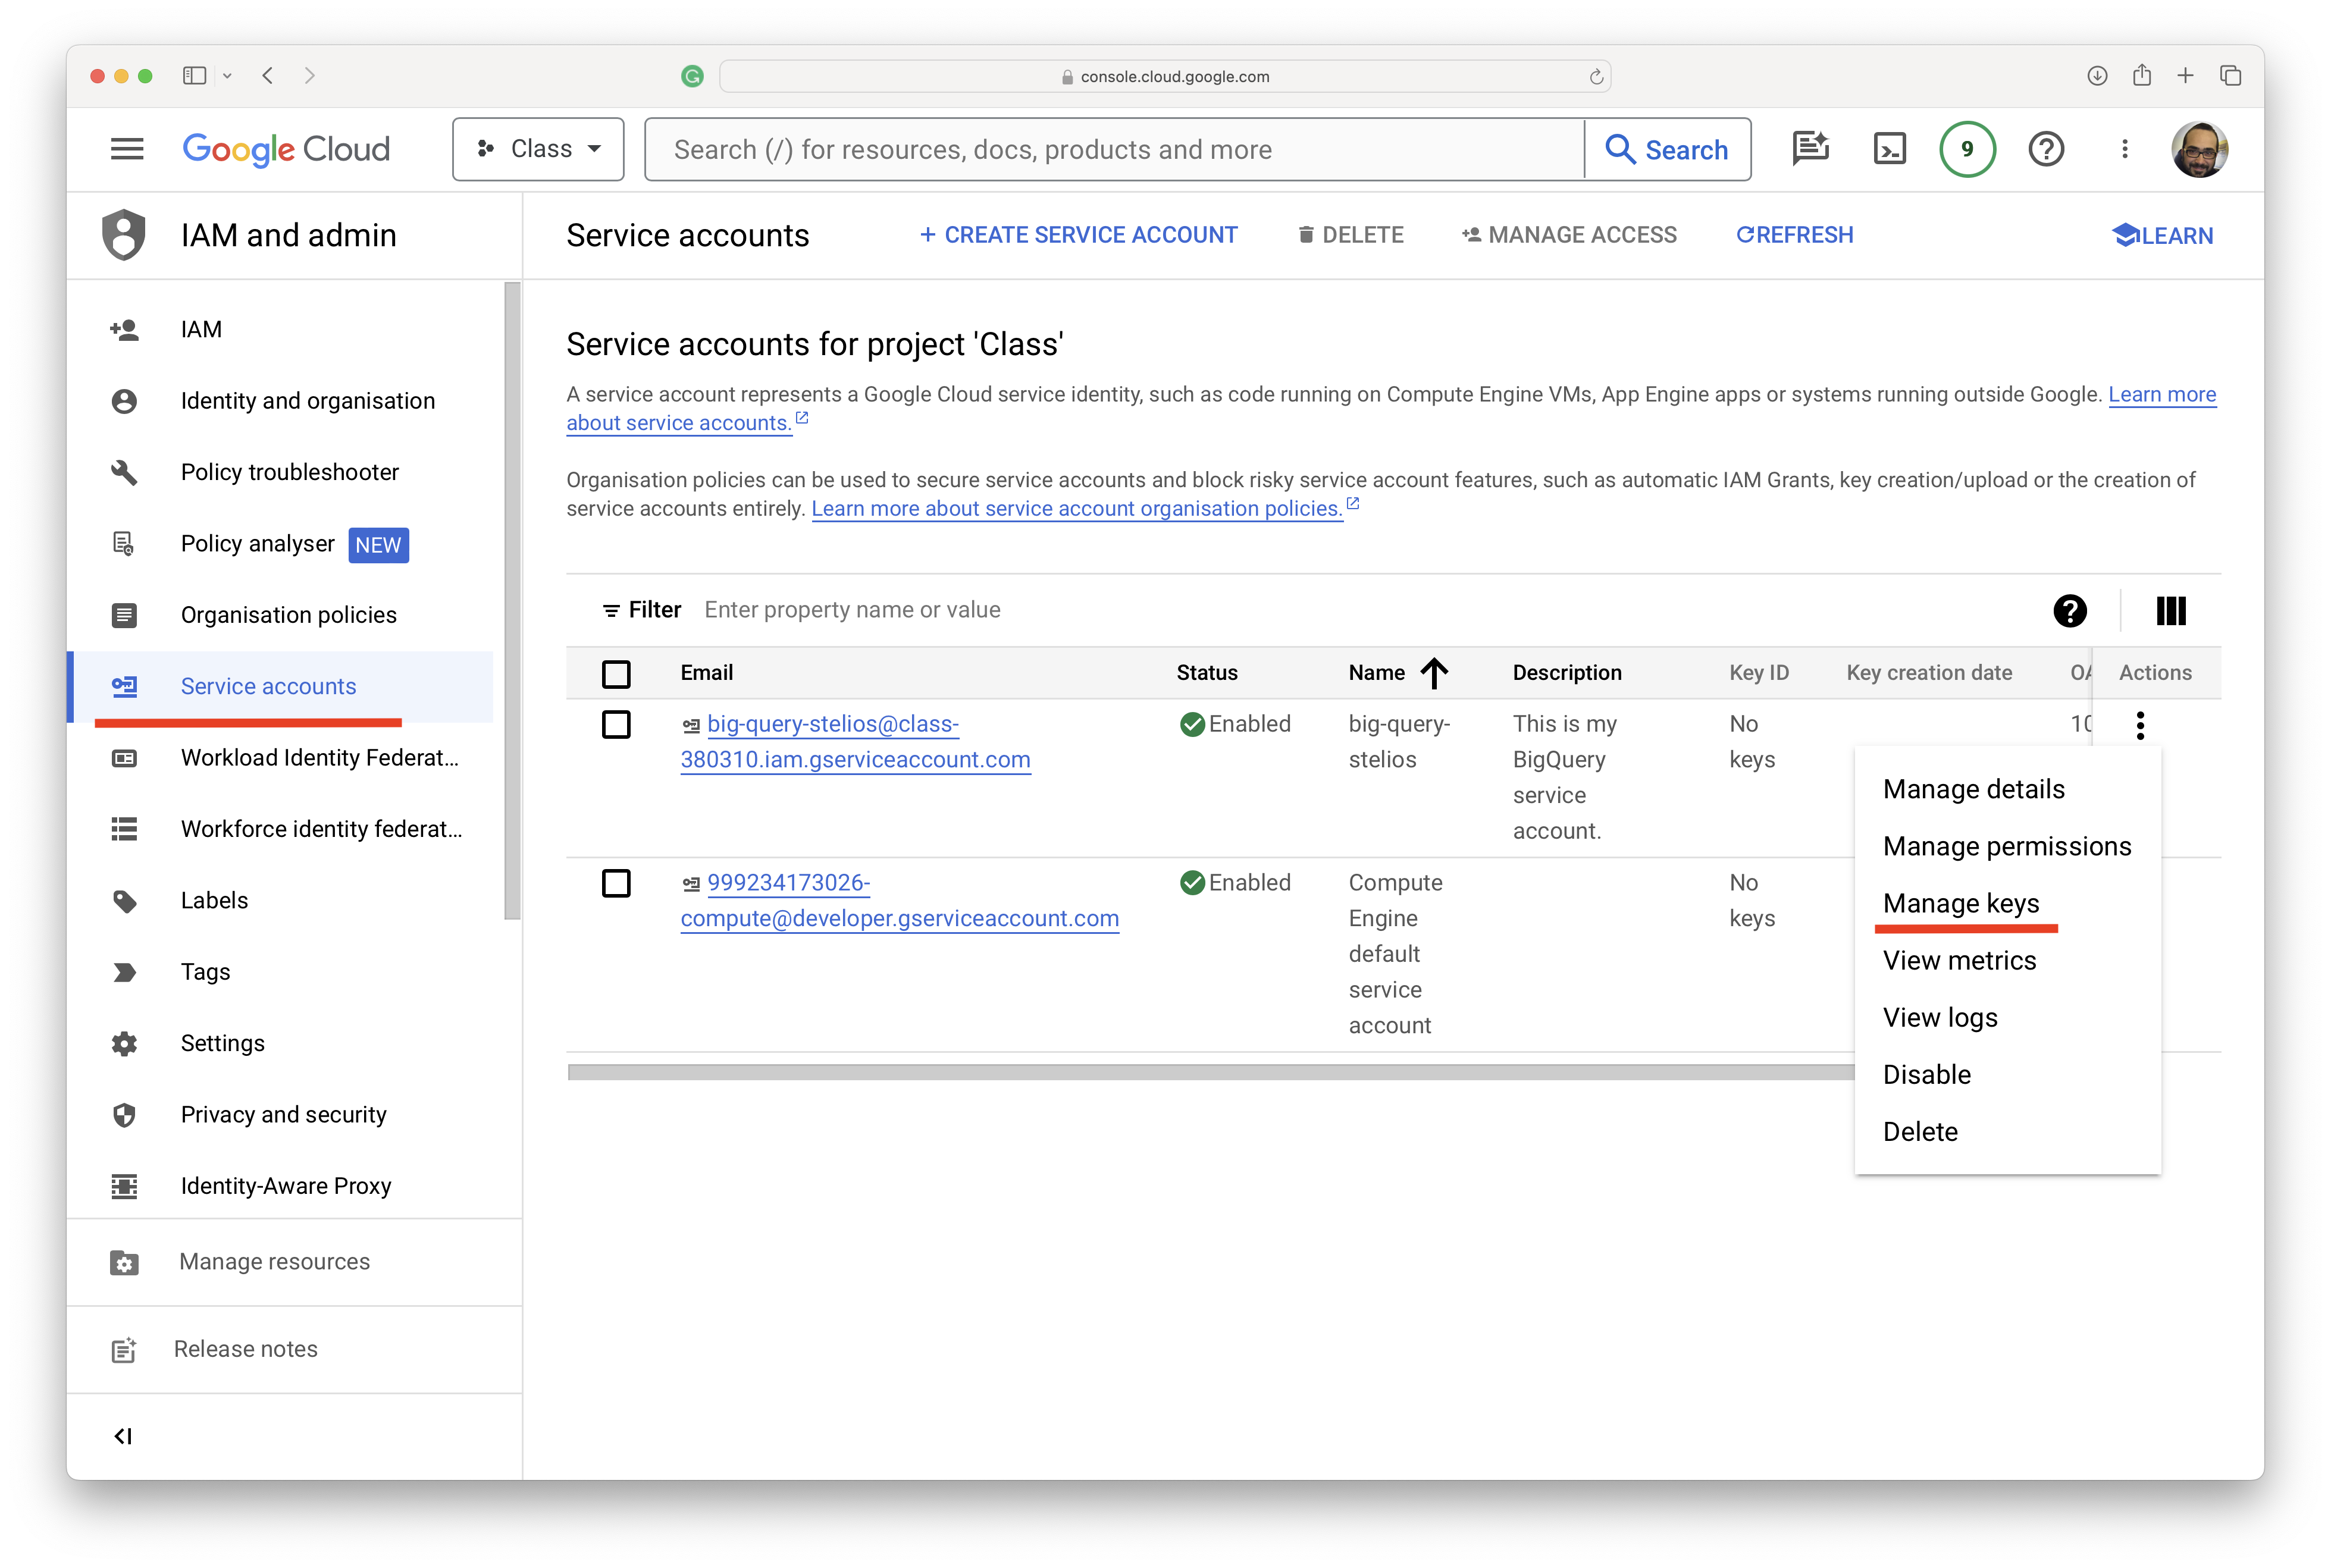 console.cloud.google.com
Google Cloud
Class
Search (/) for resources, docs, products and more
Search
9
IAM and admin
Service accounts
+ CREATE SERVICE ACCOUNT
DELETE
MANAGE ACCESS
REFRESH
LEARN
IAM
Identity and organisation
Policy troubleshooter
Policy analyser NEW
Organisation policies
Service accounts
Workload Identity Federat...
Workforce identity federat...
Labels
Tags
Settings
Privacy and security
Identity-Aware Proxy
Manage resources
Release notes
Service accounts for project 'Class'
A service account represents a Google Cloud service identity, such as code running on Compute Engine VMs, App Engine apps or systems running outside Google. Learn more
about service accounts.
Organisation policies can be used to secure service accounts and block risky service account features, such as automatic IAM Grants, key creation/upload or the creation of
service accounts entirely. Learn more about service account organisation policies.
Filter Enter property name or value
Email Status Name Description Key ID Key creation date OA Actions
big-query-stelios@class-
380310.iam.gserviceaccount.com
Enabled
big-query-
stelios
This is my
BigQuery
service
account.
No
keys
10
999234173026-
compute@developer.gserviceaccount.com
Enabled
Compute
Engine
default
service
account
No
keys
Manage details
Manage permissions
Manage keys
View metrics
View logs
Disable
Delete